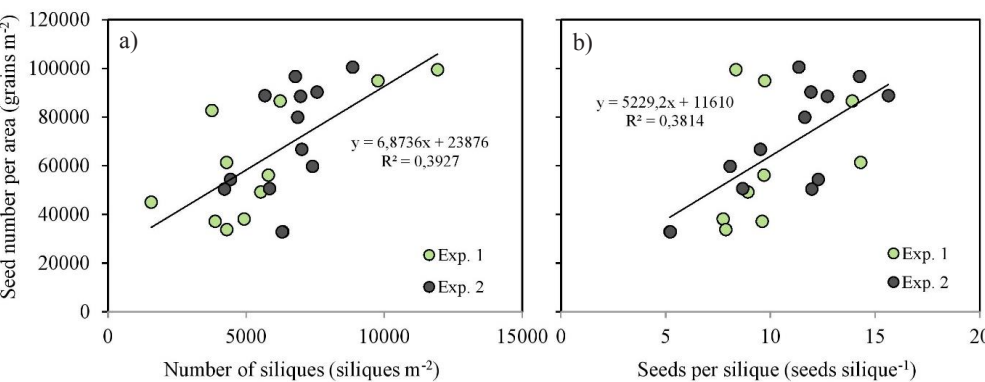 a)
Seed number per area (grains m-2)
120000
100000
80000
60000
40000
20000
0
y = 6,8736x + 23876
R² = 0,3927
Exp. 1
Exp. 2
0 5000 10000 15000
Number of siliques (siliques m-2)
b)
y = 5229,2x + 11610
R² = 0,3814
Exp. 1
Exp. 2
0 5 10 15
Seeds per silique (seeds silique-1)